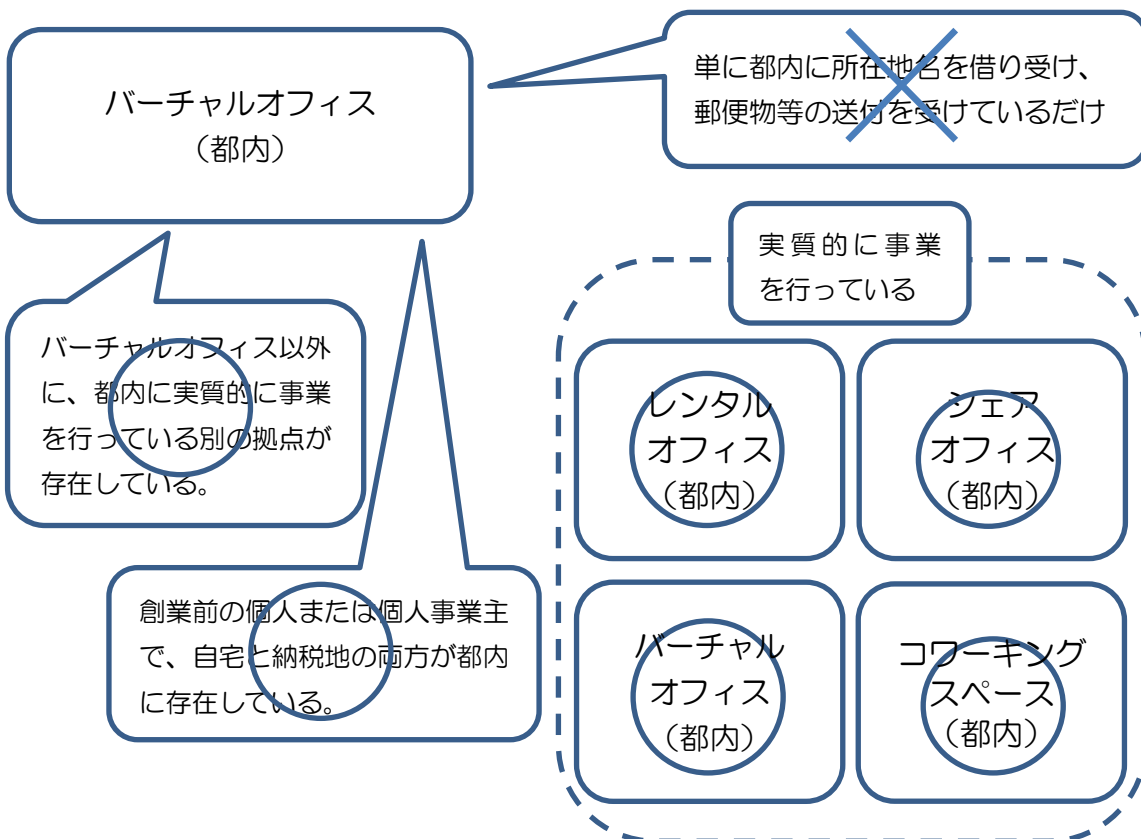 バーチャルオフィス
(都内)
単に都内に所在地名を借り受け、
郵便物等の送付を受けているだけ
バーチャルオフィス以外
に、都内に実質的に事業
を行っている別の拠点が
存在している。
創業前の個人または個人事業主
で、自宅と納税地の両方が都内
に存在している。
実質的に事業
を行っている
レンタル
オフィス
(都内)
シェア
オフィス
(都内)
バーチャル
オフィス
(都内)
コワーキング
スペース
(都内)